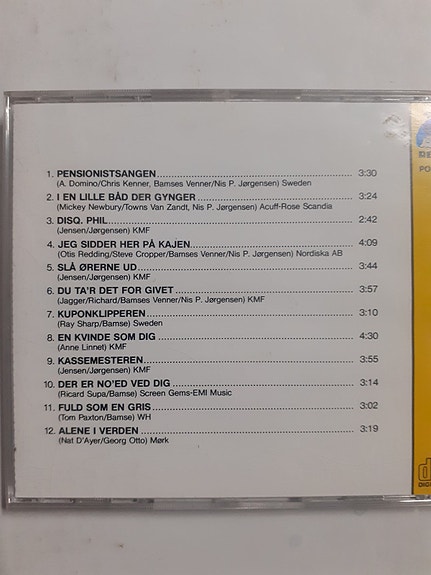 1. PENSIONISTSANGEN 3:30
(A. Domino/Chris Kenner, Bamses Venner/Nis P. Jørgensen) Sweden
2. I EN LILLE BÅD DER GYNGER 3:24
(Mickey Newbury/Towns Van Zandt, Nis P. Jørgensen) Acuff-Rose Scandia
3. DISQ. PHIL 2:42
(Jensen/Jørgensen) KMF
4. JEG SIDDER HER PÅ KAJEN 4:09
(Otis Redding/Steve Cropper/Bamses Venner/Nis P. Jørgensen) Nordiska AB
5. SLÅ ØRERNE UD 3:44
(Jensen/Jørgensen) KMF
6. DU TA'R DET FOR GIVET 3:57
(Jagger/Richard/Bamses Venner/Nis P. Jørgensen) KMF
7. KUPONKLIPPEREN 3:10
(Ray Sharp/Bamse) Sweden
8. EN KVINDE SOM DIG 4:30
(Anne Linnet) KMF
9. KASSEMESTEREN 3:55
(Jensen/Jørgensen) KMF
10. DER ER NO'ED VED DIG 3:14
(Ricard Supa/Bamse) Screen Gems-EMI Music
11. FULD SOM EN GRIS 3:02
(Tom Paxton/Bamse) WH
12. ALENE I VERDEN 3:19
(Nat D'Ayer/Georg Otto) Mørk
RE
PO
DIGI